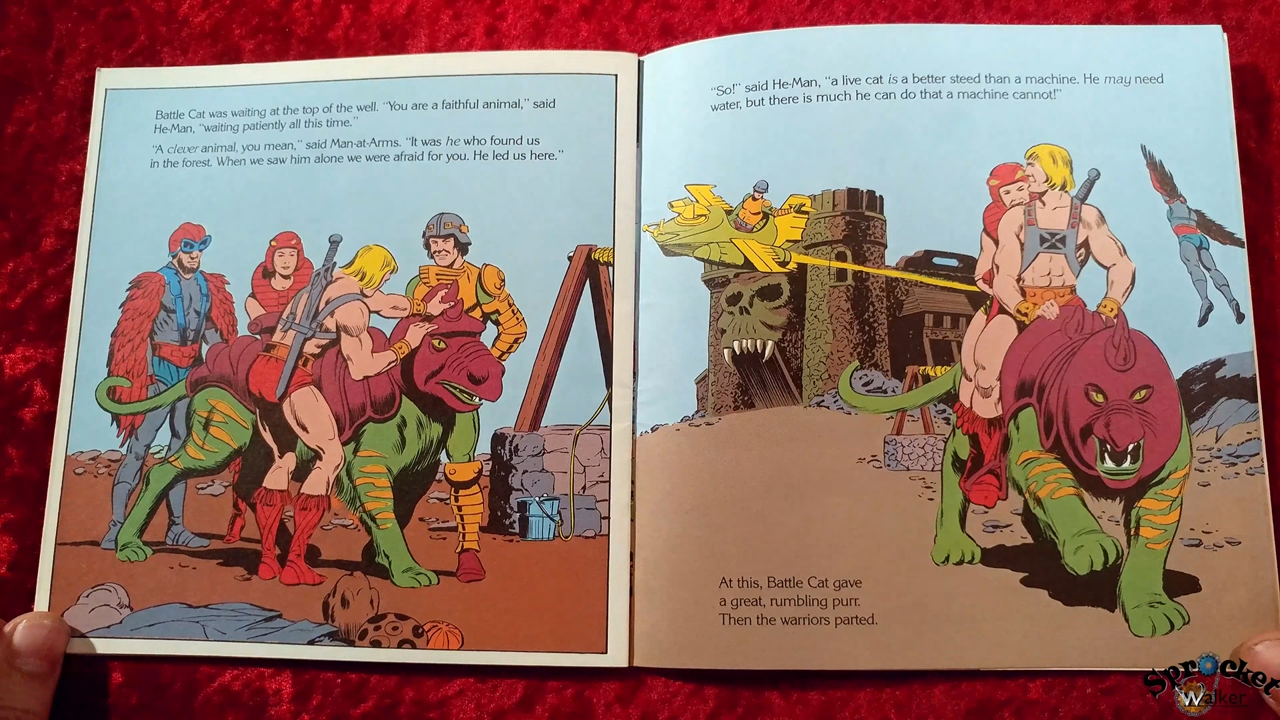 Battle Cat was waiting at the top of the well. “You are a faithful animal,” said
He-Man, “waiting patiently all this time.”
“A clever animal, you mean,” said Man-at-Arms. “It was he who found us
in the forest. When we saw him alone we were afraid for you. He led us here.”
“So!” said He-Man, “a live cat is a better steed than a machine. He may need
water, but there is much he can do that a machine cannot!”
At this, Battle Cat gave
a great, rumbling purr.
Then the warriors parted.
Sprocket
Walker